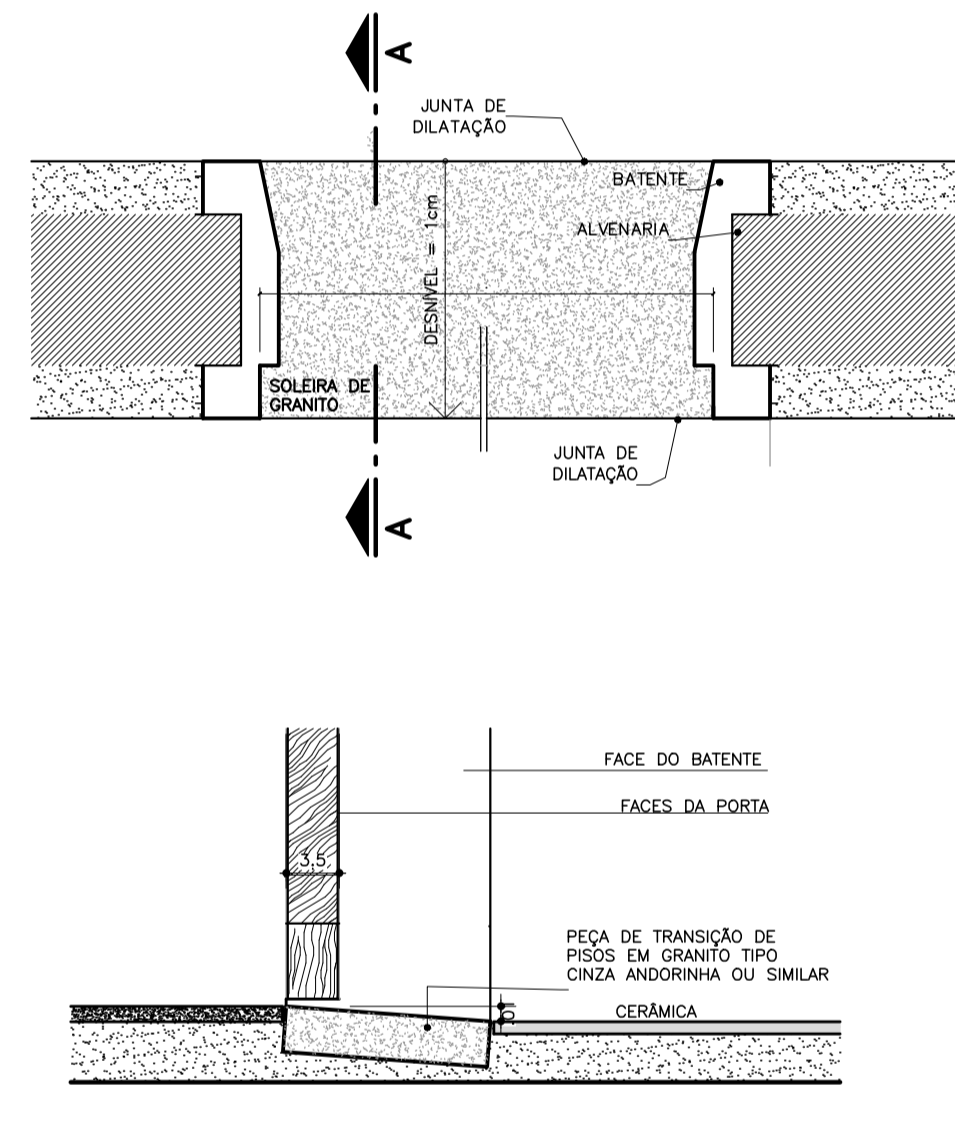 A
JUNTA DE
DILATAÇÃO
BATENTE
ALVENARIA
DESNÍVEL = 1cm
SOLEIRA DE
GRANITO
JUNTA DE
DILATAÇÃO
A
FACE DO BATENTE
FACES DA PORTA
3,5
PEÇA DE TRANSIÇÃO DE
PISOS EM GRANITO TIPO
CINZA ANDORINHA OU SIMILAR
CERÂMICA